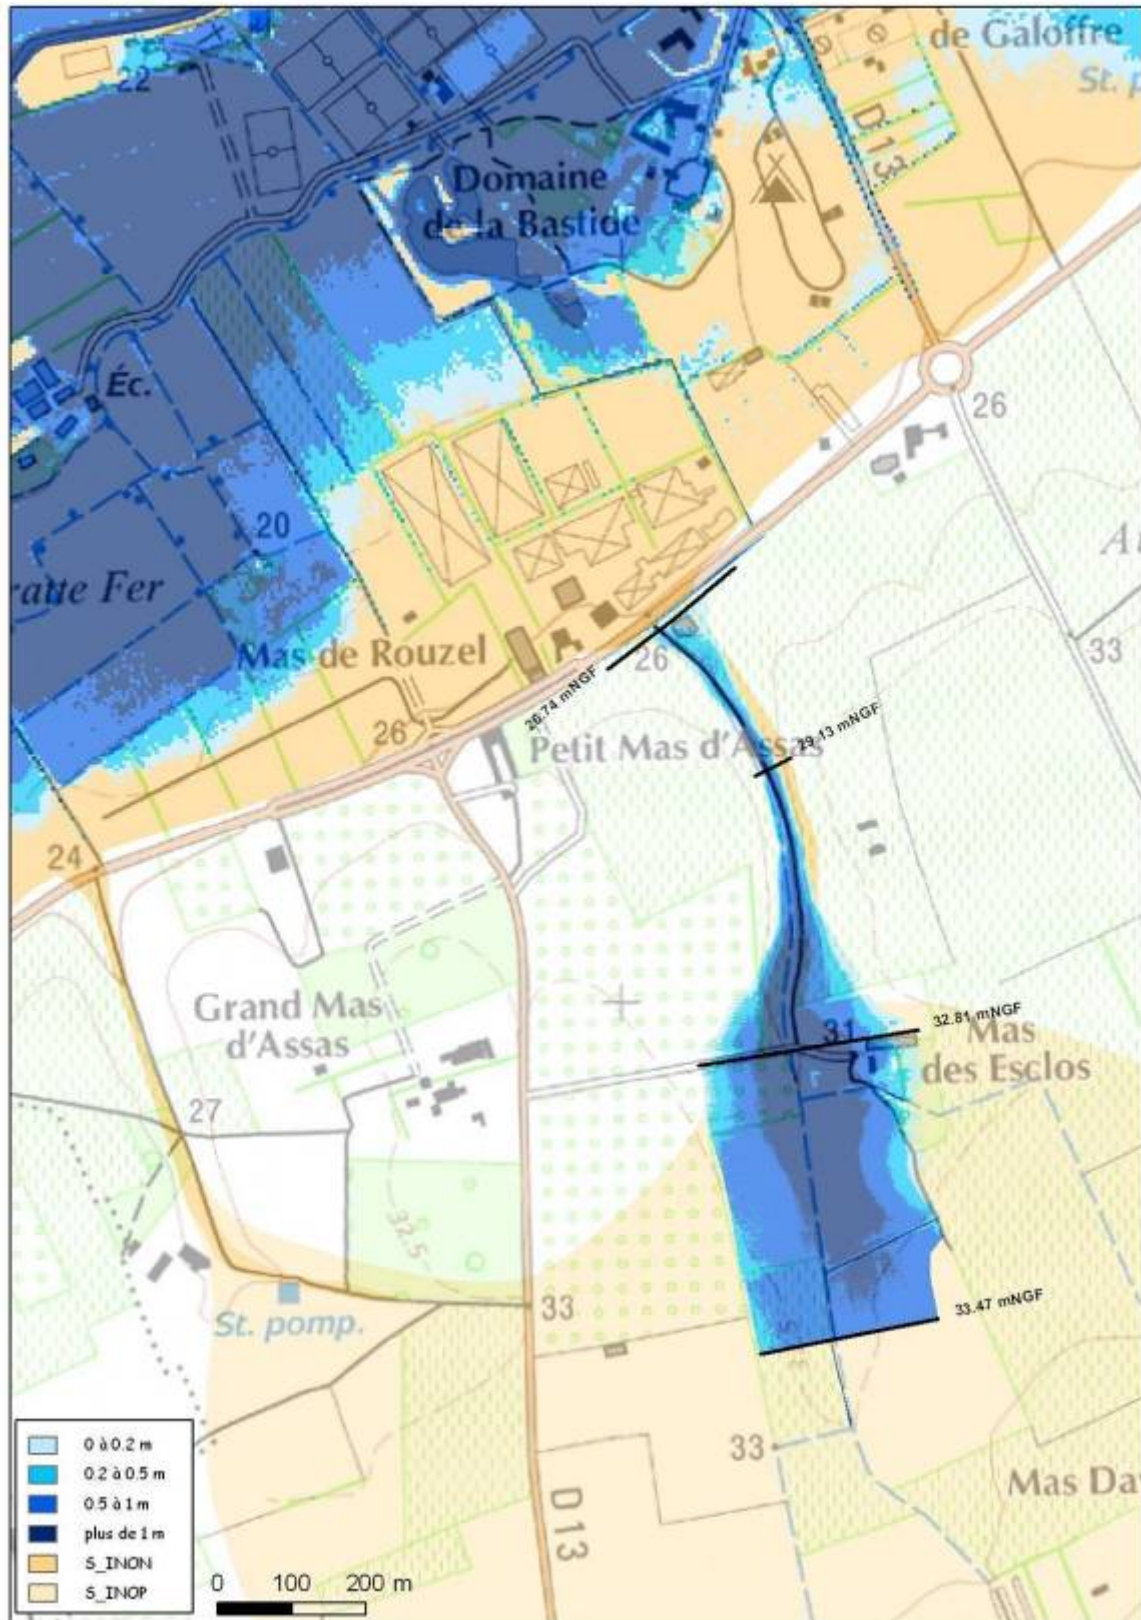 de Galoffre
22
D13
Domaine
de la Bastide
Éc.
26
20
ratte Fer
Mas de Rouzel
26
33
26.74 mNGF
26
29.13 mNGF
Petit Mas d'Assas
24
Grand Mas
d'Assas
32.81 mNGF
31
Mas
des Esclos
27
32.5
33.47 mNGF
33
St. pomp.
33
Mas Da
D13
0 à 0.2 m
0.2 à 0.5 m
0.5 à 1 m
plus de 1 m
S_INON
S_INOP
0 100 200 m